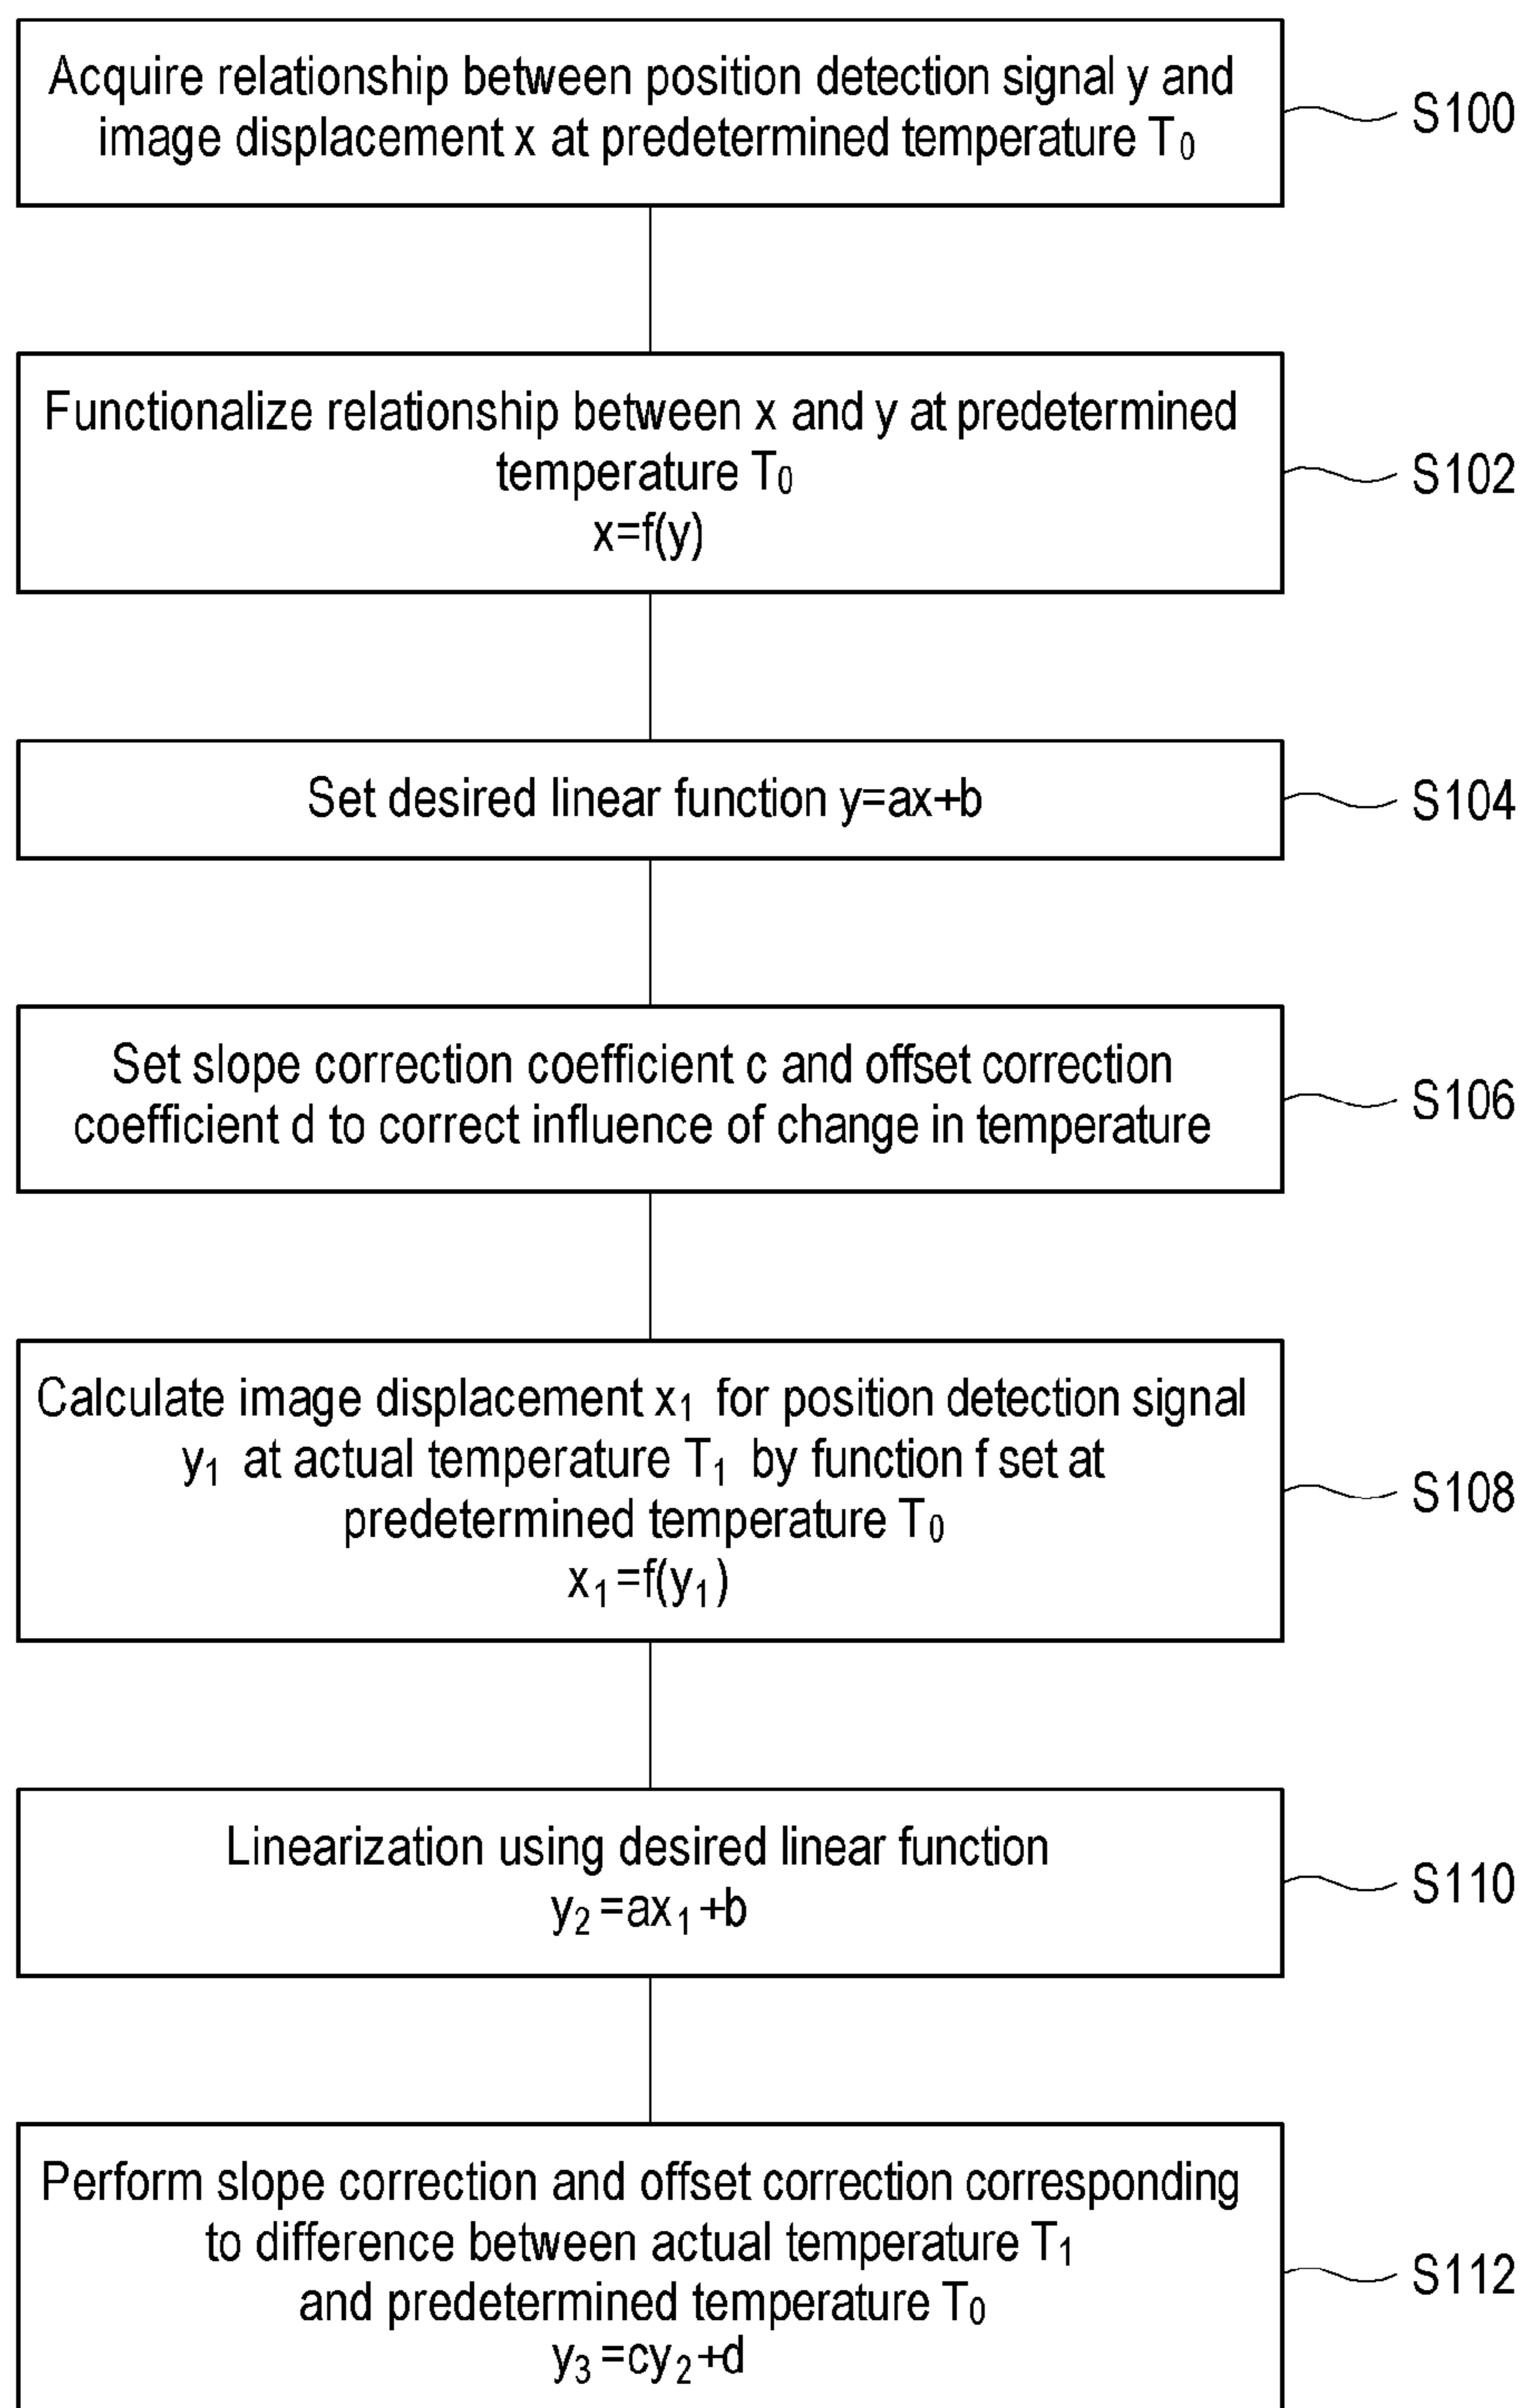 Acquire relationship between position detection signal y and
image displacement x at predetermined temperature T₀
S100
Functionalize relationship between x and y at predetermined
temperature T₀
x=f(y)
S102
Set desired linear function y=ax+b
S104
Set slope correction coefficient c and offset correction
coefficient d to correct influence of change in temperature
S106
Calculate image displacement x₁ for position detection signal
y₁ at actual temperature T₁ by function f set at
predetermined temperature T₀
x₁=f(y₁)
S108
Linearization using desired linear function
y₂=ax₁+b
S110
Perform slope correction and offset correction corresponding
to difference between actual temperature T₁
and predetermined temperature T₀
y₃=cy₂+d
S112